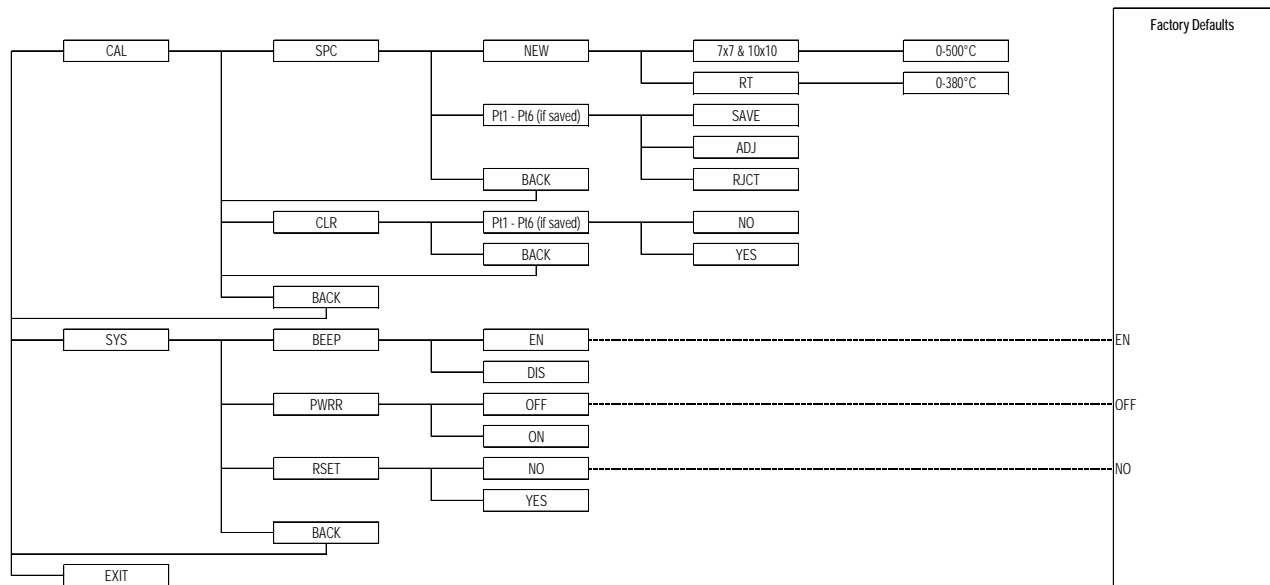 Factory Defaults
CAL
SPC
NEW
7x7 & 10x10
0-500°C
RT
0-380°C
Pt1 - Pt6 (if saved)
SAVE
ADJ
BACK
RJCT
CLR
Pt1 - Pt6 (if saved)
NO
BACK
YES
BACK
SYS
BEEP
EN
EN
DIS
PWRR
OFF
OFF
ON
RSET
NO
NO
YES
BACK
EXIT